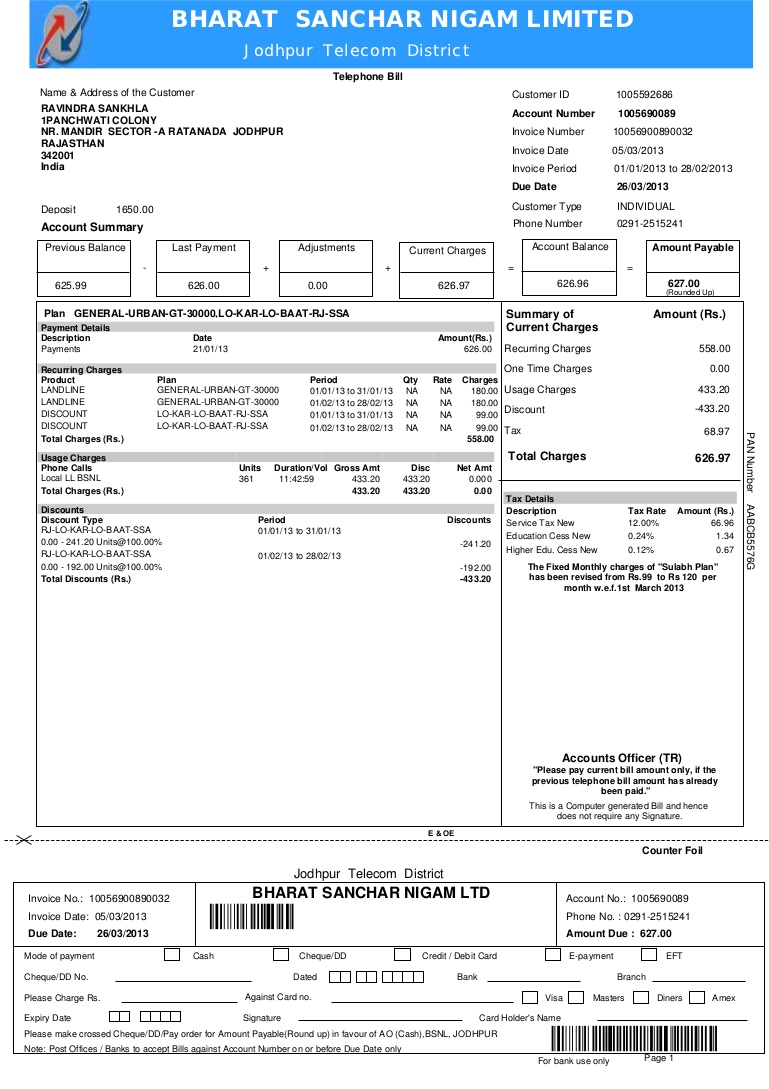 BHARAT SANCHAR NIGAM LIMITED
Jodhpur Telecom District
Telephone Bill
Name & Address of the Customer
RAVINDRA SANKHLA
1PANCHWATI COLONY
NR. MANDIR SECTOR -A RATANADA JODHPUR
RAJASTHAN
342001
India
Deposit 1650.00
Customer ID 1005592686
Account Number 1005690089
Invoice Number 10056900890032
Invoice Date 05/03/2013
Invoice Period 01/01/2013 to 28/02/2013
Due Date 26/03/2013
Customer Type INDIVIDUAL
Phone Number 0291-2515241
Account Summary
Previous Balance Last Payment Adjustments Current Charges Account Balance Amount Payable
- + + = =
625.99 626.00 0.00 626.97 626.96 627.00
(Rounded Up)
Plan GENERAL-URBAN-GT-30000,LO-KAR-LO-BAAT-RJ-SSA
Payment Details
Description Date Amount(Rs.)
Payments 21/01/13 626.00
Recurring Charges
Product Plan Period Qty Rate Charges
LANDLINE GENERAL-URBAN-GT-30000 01/01/13 to 31/01/13 NA NA 180.00
LANDLINE GENERAL-URBAN-GT-30000 01/02/13 to 28/02/13 NA NA 180.00
DISCOUNT LO-KAR-LO-BAAT-RJ-SSA 01/01/13 to 31/01/13 NA NA 99.00
DISCOUNT LO-KAR-LO-BAAT-RJ-SSA 01/02/13 to 28/02/13 NA NA 99.00
Total Charges (Rs.) 558.00
Usage Charges
Phone Calls Units Duration/Vol Gross Amt Disc Net Amt
Local LL BSNL 361 11:42:59 433.20 433.20 0.000
Total Charges (Rs.) 433.20 433.20 0.00
Discounts
Discount Type Period Discounts
RJ-LO-KAR-LO-BAAT-SSA 01/01/13 to 31/01/13
0.00 - 241.20 Units@100.00% -241.20
RJ-LO-KAR-LO-BAAT-SSA 01/02/13 to 28/02/13
0.00 - 192.00 Units@100.00% -192.00
Total Discounts (Rs.) -433.20
Summary of Current Charges Amount (Rs.)
Recurring Charges 558.00
One Time Charges 0.00
Usage Charges 433.20
Discount -433.20
Tax 68.97
Total Charges 626.97
Tax Details
Description Tax Rate Amount (Rs.)
Service Tax New 12.00% 66.96
Education Cess New 0.24% 1.34
Higher Edu. Cess New 0.12% 0.67
The Fixed Monthly charges of "Sulabh Plan"
has been revised from Rs.99 to Rs 120 per
month w.e.f.1st March 2013
Accounts Officer (TR)
"Please pay current bill amount only, if the
previous telephone bill amount has already
been paid."
This is a Computer generated Bill and hence
does not require any Signature.
PAN Number AABCB5576G
E & OE
Counter Foil
Jodhpur Telecom District
BHARAT SANCHAR NIGAM LTD
Invoice No.: 10056900890032
Invoice Date: 05/03/2013
Due Date: 26/03/2013
Account No.: 1005690089
Phone No. : 0291-2515241
Amount Due : 627.00
Mode of payment Cash Cheque/DD Credit / Debit Card E-payment EFT
Cheque/DD No. Dated Bank Branch
Please Charge Rs. Against Card no. Visa Masters Diners Amex
Expiry Date Signature Card Holder's Name
Please make crossed Cheque/DD/Pay order for Amount Payable(Round up) in favour of AO (Cash),BSNL, JODHPUR
Note: Post Offices / Banks to accept Bills against Account Number on or before Due Date only
For bank use only Page 1